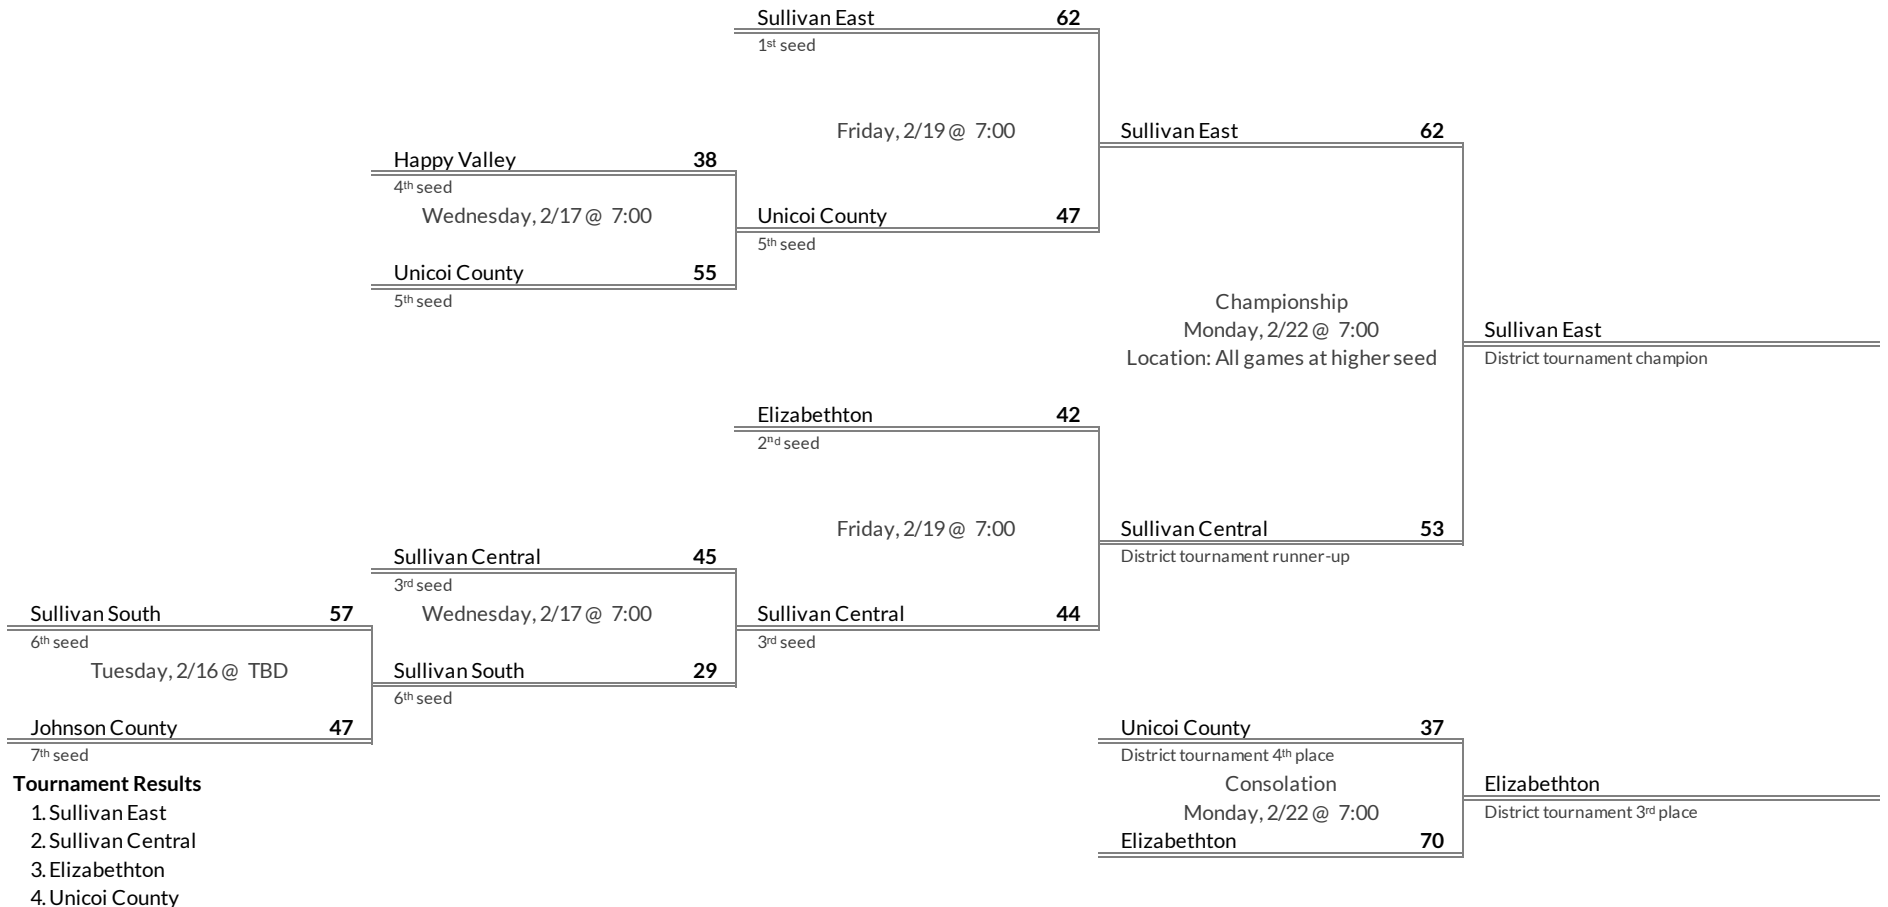 Sullivan East 62
1st seed
Friday, 2/19 @ 7:00
Sullivan East 62
Happy Valley 38
4th seed
Wednesday, 2/17 @ 7:00
Unicoi County 47
5th seed
Unicoi County 55
5th seed
Championship
Monday, 2/22 @ 7:00
Location: All games at higher seed
Sullivan East
District tournament champion
Elizabethton 42
2nd seed
Friday, 2/19 @ 7:00
Sullivan Central 53
District tournament runner-up
Sullivan Central 45
3rd seed
Sullivan South 57
6th seed
Wednesday, 2/17 @ 7:00
Sullivan Central 44
3rd seed
Tuesday, 2/16 @ TBD
Sullivan South 29
6th seed
Johnson County 47
7th seed
Unicoi County 37
District tournament 4th place
Consolation
Monday, 2/22 @ 7:00
Elizabethton 70
Elizabethton
District tournament 3rd place
Tournament Results
1. Sullivan East
2. Sullivan Central
3. Elizabethton
4. Unicoi County